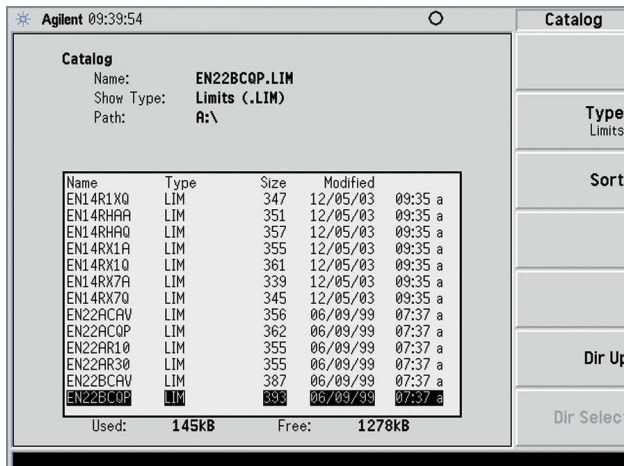 Agilent 09:39:54
Catalog
Catalog
Name: EN22BCQP.LIM
Show Type: Limits (.LIM)
Path: A:\
Type
Limits
Sort
Name Type Size Modified
EN14R1XQ LIM 347 12/05/03 09:35 a
EN14RHAA LIM 351 12/05/03 09:35 a
EN14RHAQ LIM 357 12/05/03 09:35 a
EN14RX1A LIM 355 12/05/03 09:35 a
EN14RX1Q LIM 361 12/05/03 09:35 a
EN14RX7A LIM 339 12/05/03 09:35 a
EN14RX7Q LIM 345 12/05/03 09:35 a
EN22ACAV LIM 356 06/09/99 07:37 a
EN22ACQP LIM 362 06/09/99 07:37 a
EN22AR10 LIM 355 06/09/99 07:37 a
EN22AR30 LIM 355 06/09/99 07:37 a
EN22BCAV LIM 387 06/09/99 07:37 a
EN22BCQP LIM 393 06/09/99 07:37 a
Used: 145kB Free: 1278kB
Dir Up
Dir Selec